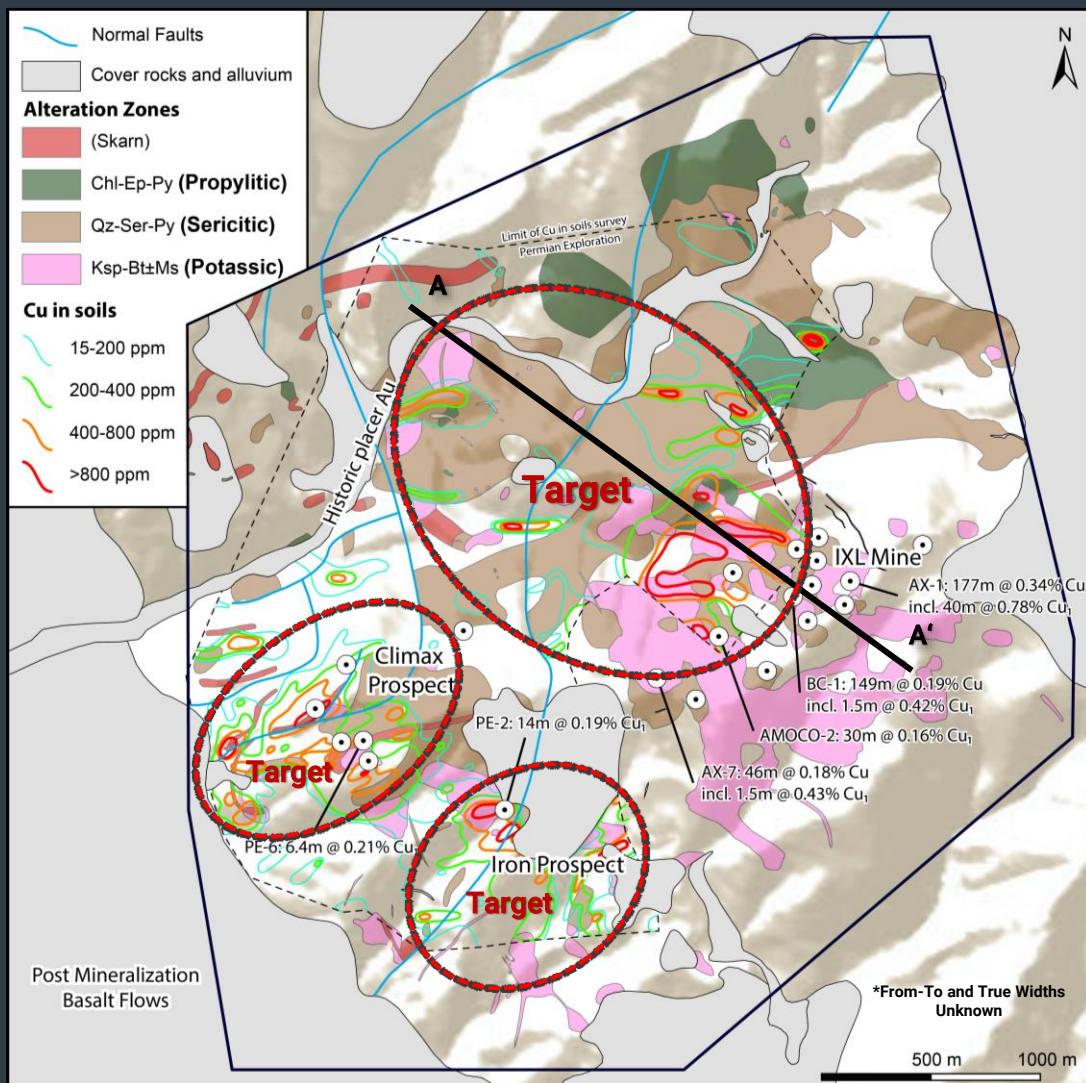 Normal Faults
Cover rocks and alluvium
Alteration Zones
(Skarn)
Chl-Ep-Py (Propylitic)
Qz-Ser-Py (Sericitic)
Ksp-Bt±Ms (Potassic)
Cu in soils
15-200 ppm
200-400 ppm
400-800 ppm
>800 ppm
N
Limit of Cu in soils survey
Permian Exploration
A
Historic placer Au
Target
IXL Mine
AX-1: 177m @ 0.34% Cu
incl. 40m @ 0.78% Cu₁
A'
BC-1: 149m @ 0.19% Cu
incl. 1.5m @ 0.42% Cu₁
AMOCO-2: 30m @ 0.16% Cu₁
AX-7: 46m @ 0.18% Cu
incl. 1.5m @ 0.43% Cu₁
Climax
Prospect
PE-2: 14m @ 0.19% Cu₁
Target
PE-6: 6.4m @ 0.21% Cu
Iron Prospect
Target
Post Mineralization
Basalt Flows
*From-To and True Widths
Unknown
500 m
1000 m